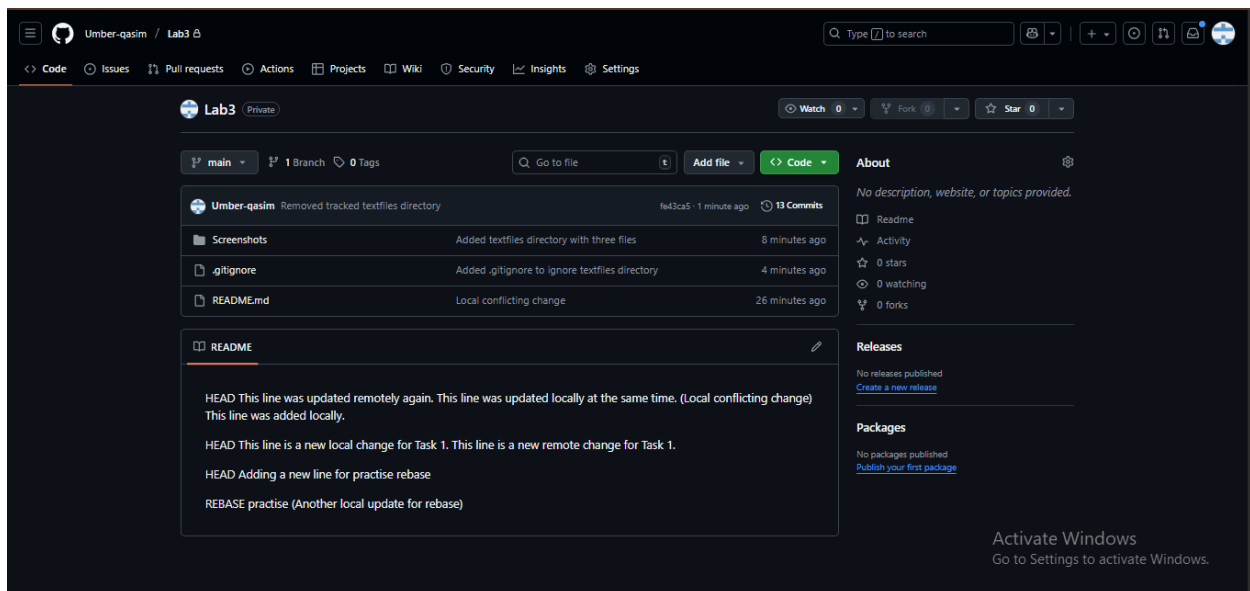 Umber-qasim / Lab3
Type / to search
Code Issues Pull requests Actions Projects Wiki Security Insights Settings
Lab3 Private
Watch 0 Fork 0 Star 0
main 1 Branch 0 Tags Go to file t Add file Code
Umber-qasim Removed tracked textfiles directory fe43ca5 · 1 minute ago 13 Commits
Screenshots Added textfiles directory with three files 8 minutes ago
.gitignore Added .gitignore to ignore textfiles directory 4 minutes ago
README.md Local conflicting change 26 minutes ago
README
HEAD This line was updated remotely again. This line was updated locally at the same time. (Local conflicting change)
This line was added locally.
HEAD This line is a new local change for Task 1. This line is a new remote change for Task 1.
HEAD Adding a new line for practise rebase
REBASE practise (Another local update for rebase)
About
No description, website, or topics provided.
Readme
Activity
0 stars
0 watching
0 forks
Releases
No releases published
Create a new release
Packages
No packages published
Publish your first package
Activate Windows
Go to Settings to activate Windows.